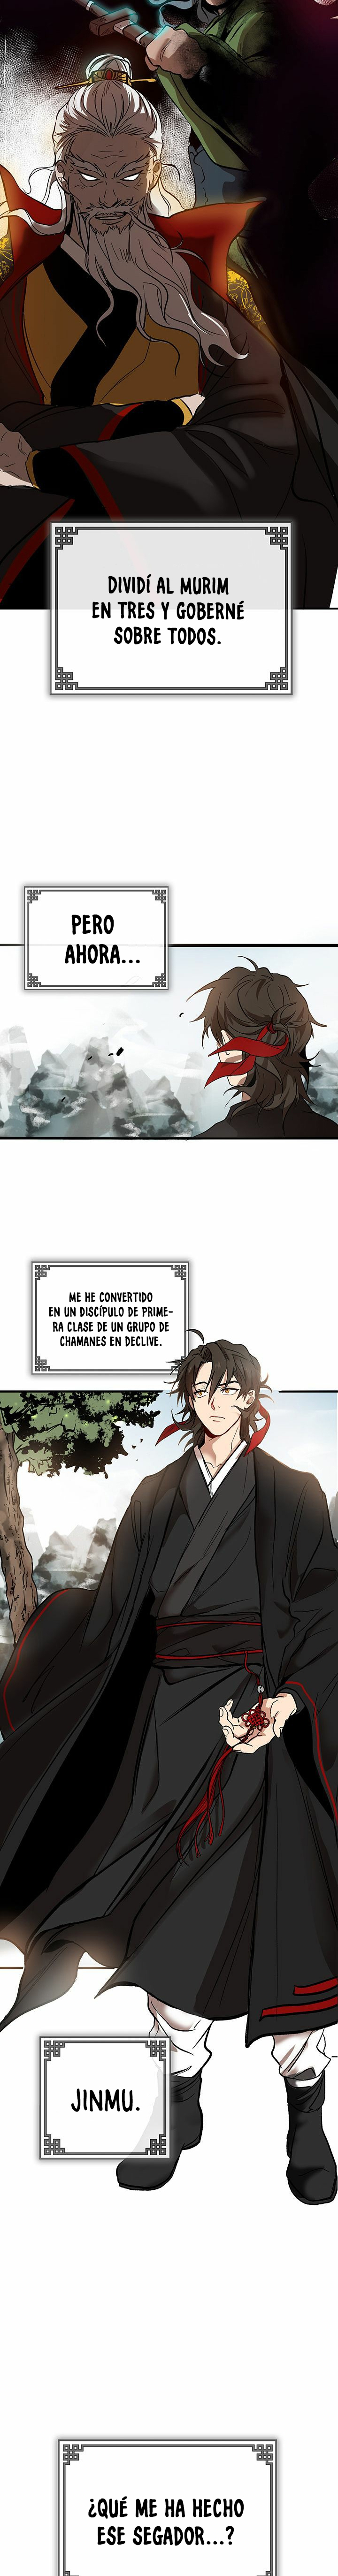 DIVIDÍ AL MURIM
EN TRES Y GOBERNÉ
SOBRE TODOS.
PERO
AHORA...
ME HE CONVERTIDO
EN UN DISCÍPULO DE PRIME-
RA CLASE DE UN GRUPO DE
CHAMANES EN DECLIVE.
JINMU.
¿QUÉ ME HA HECHO
ESE SEGADOR...?